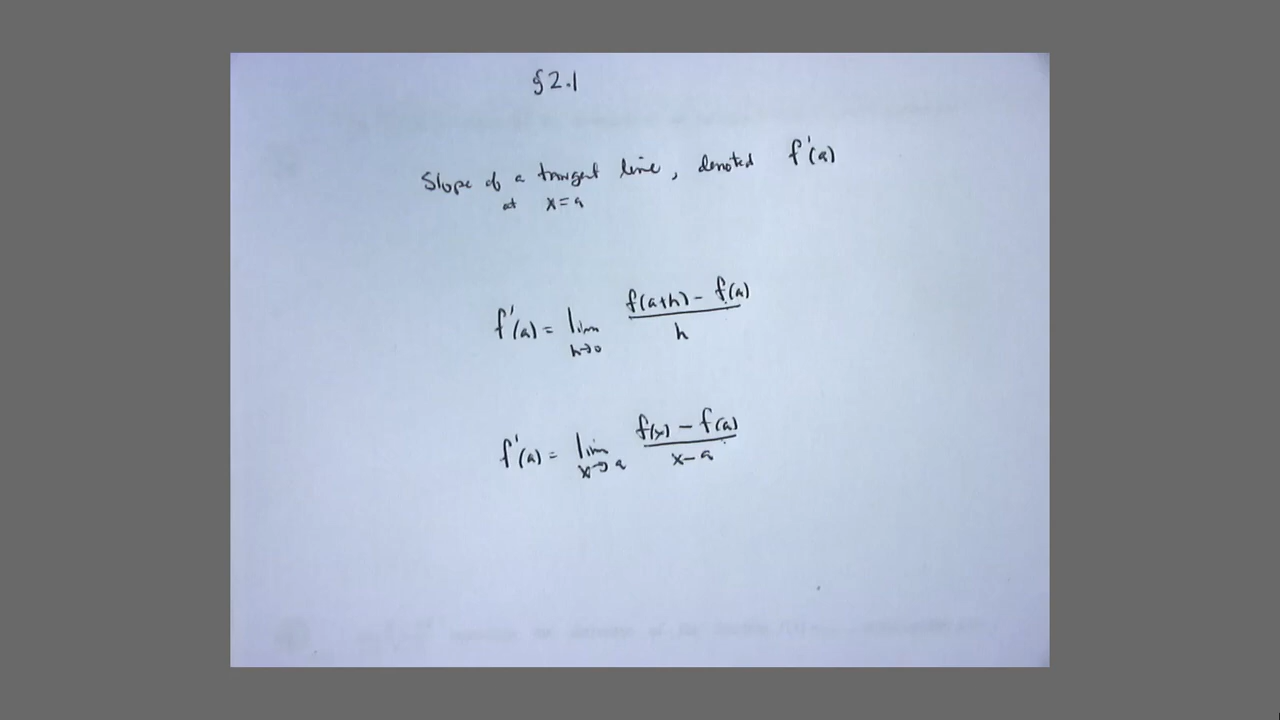 §2.1
Slope of a tangent line, denoted f'(a)
at x=a
f'(a) = lim h→0 f(a+h) - f(a) / h
f'(a) = lim x→a f(x) - f(a) / x-a